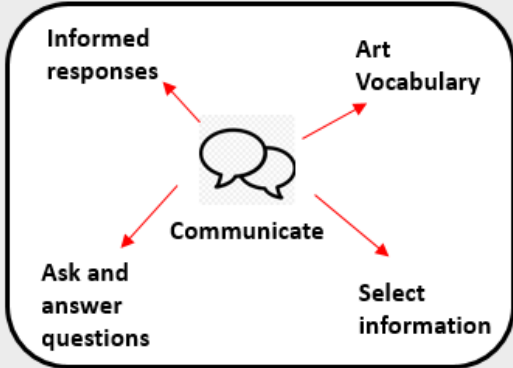 Informed
responses
Art
Vocabulary
Communicate
Ask and
answer
questions
Select
information